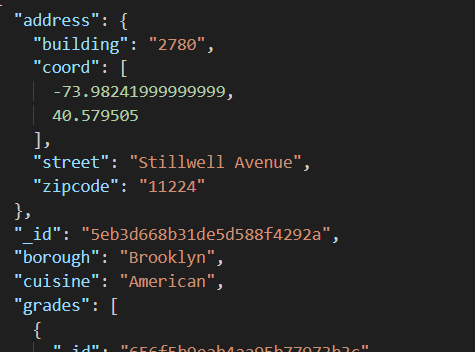 "address": {
"building": "2780",
"coord": [
-73.98241999999999,
40.579505
],
"street": "Stillwell Avenue",
"zipcode": "11224"
},
"_id": "5eb3d668b31de5d588f4292a",
"borough": "Brooklyn",
"cuisine": "American",
"grades": [
{